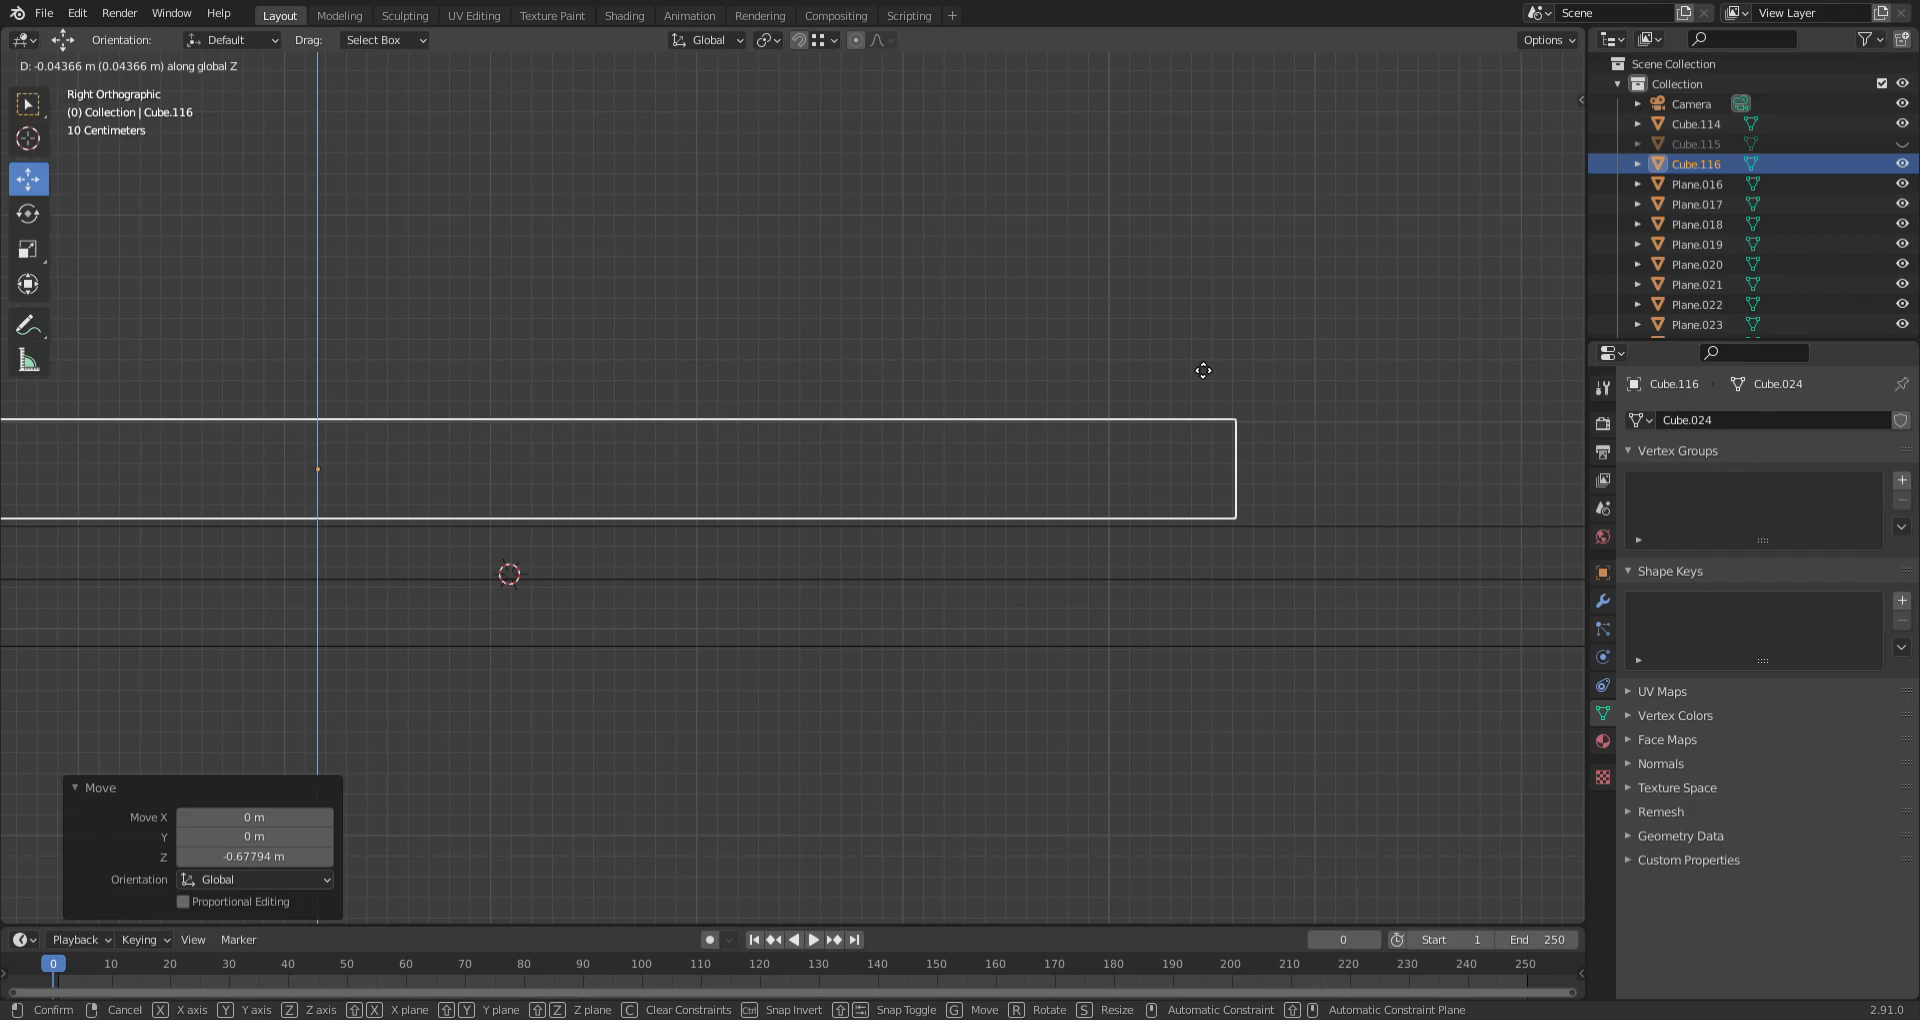 File Edit Render Window Help Layout Modeling Sculpting UV Editing Texture Paint Shading Animation Rendering Compositing Scripting + Scene View Layer
Orientation: Default Drag: Select Box Global Options
D: -0.04366 m (0.04366 m) along global Z
Right Orthographic
(0) Collection | Cube.116
10 Centimeters
Scene Collection
Collection
Camera
Cube.114
Cube.115
Cube.116
Plane.016
Plane.017
Plane.018
Plane.019
Plane.020
Plane.021
Plane.022
Plane.023
Cube.116 Cube.024
Cube.024
Vertex Groups
Shape Keys
UV Maps
Vertex Colors
Face Maps
Normals
Texture Space
Remesh
Geometry Data
Custom Properties
Move
Move X 0 m
Y 0 m
Z -0.67794 m
Orientation Global
Proportional Editing
Playback Keying View Marker 0 Start 1 End 250
0 10 20 30 40 50 60 70 80 90 100 110 120 130 140 150 160 170 180 190 200 210 220 230 240 250
Confirm Cancel X X axis Y Y axis Z Z axis X X plane Y Y plane Z Z plane C Clear Constraints Ctrl Snap Invert Snap Toggle G Move R Rotate S Resize Automatic Constraint Automatic Constraint Plane 2.91.0